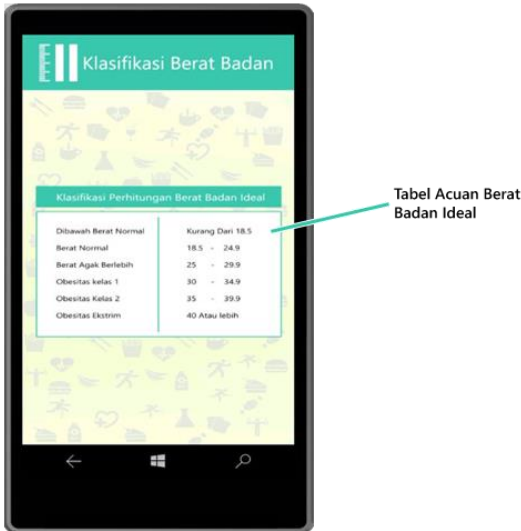 Klasifikasi Berat Badan
Klasifikasi Perhitungan Berat Badan Ideal
Dibawah Berat Normal Kurang Dari 18.5
Berat Normal 18.5 - 24.9
Berat Agak Berlebih 25 - 29.9
Obesitas kelas 1 30 - 34.9
Obesitas Kelas 2 35 - 39.9
Obesitas Ekstrim 40 Atau lebih
Tabel Acuan Berat
Badan Ideal